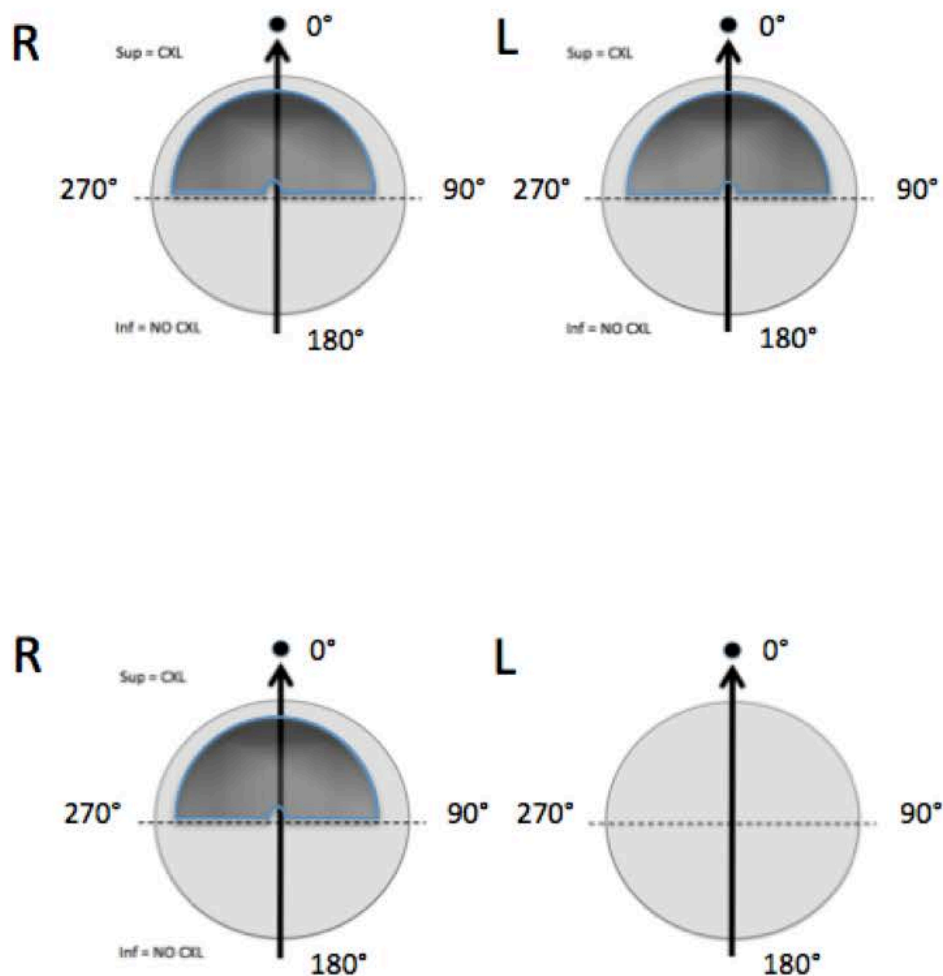 R
0°
Sup = CXL
270°
90°
Inf = NO CXL
180°
L
0°
Sup = CXL
270°
90°
Inf = NO CXL
180°
R
0°
Sup = CXL
270°
90°
Inf = NO CXL
180°
L
0°
270°
90°
180°